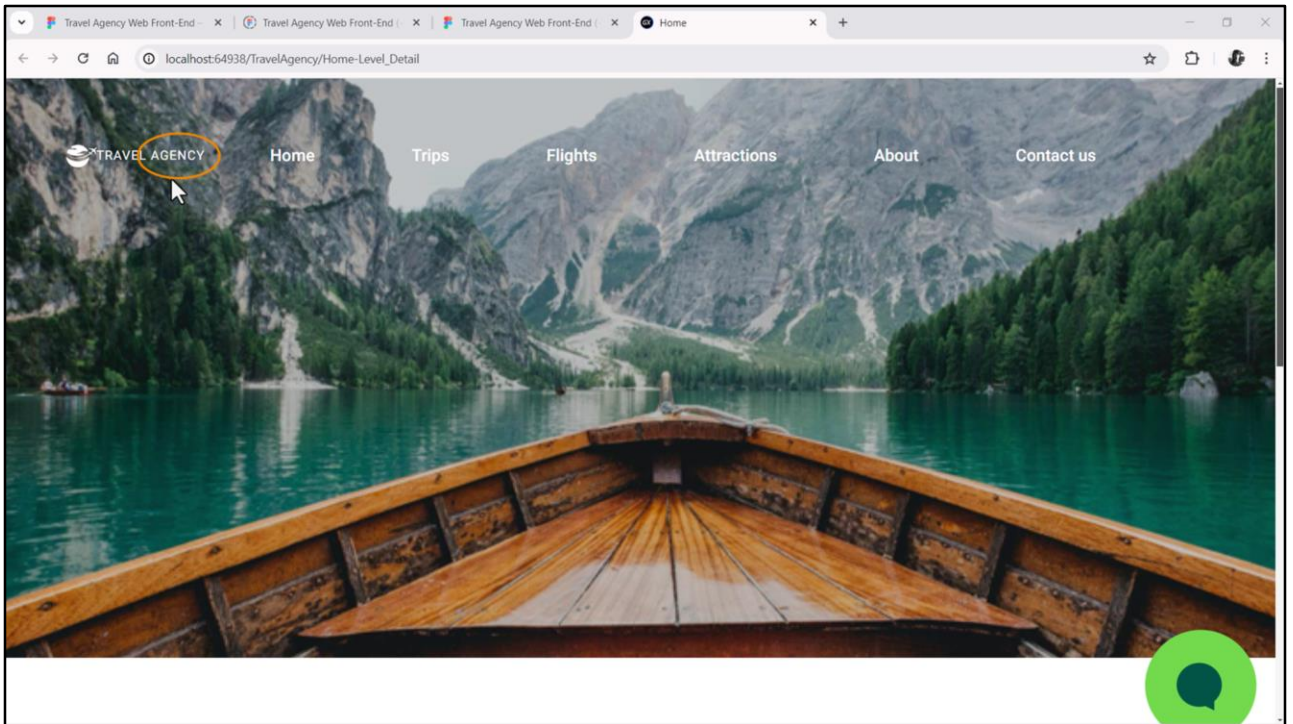 Travel Agency Web Front-End -
Travel Agency Web Front-End (
Travel Agency Web Front-End (
GX
Home
localhost:64938/TravelAgency/Home-Level_Detail
TRAVEL AGENCY
Home
Trips
Flights
Attractions
About
Contact us